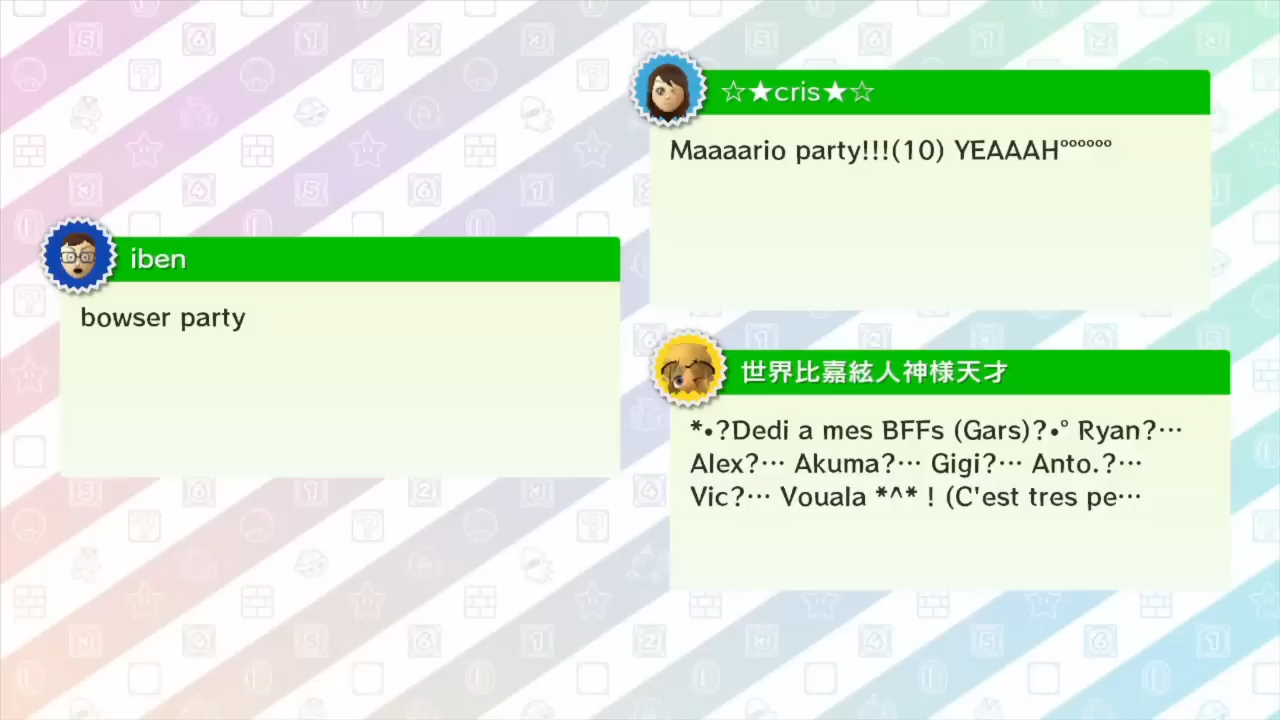 ☆★cris★☆
Maaaario party!!!(10) YEAAAHºººººº
iben
bowser party
世界比嘉絃人神様天才
*•?Dedi a mes BFFs (Gars)?•° Ryan?…
Alex?… Akuma?… Gigi?… Anto.?…
Vic?… Vouala *^* ! (C'est tres pe…